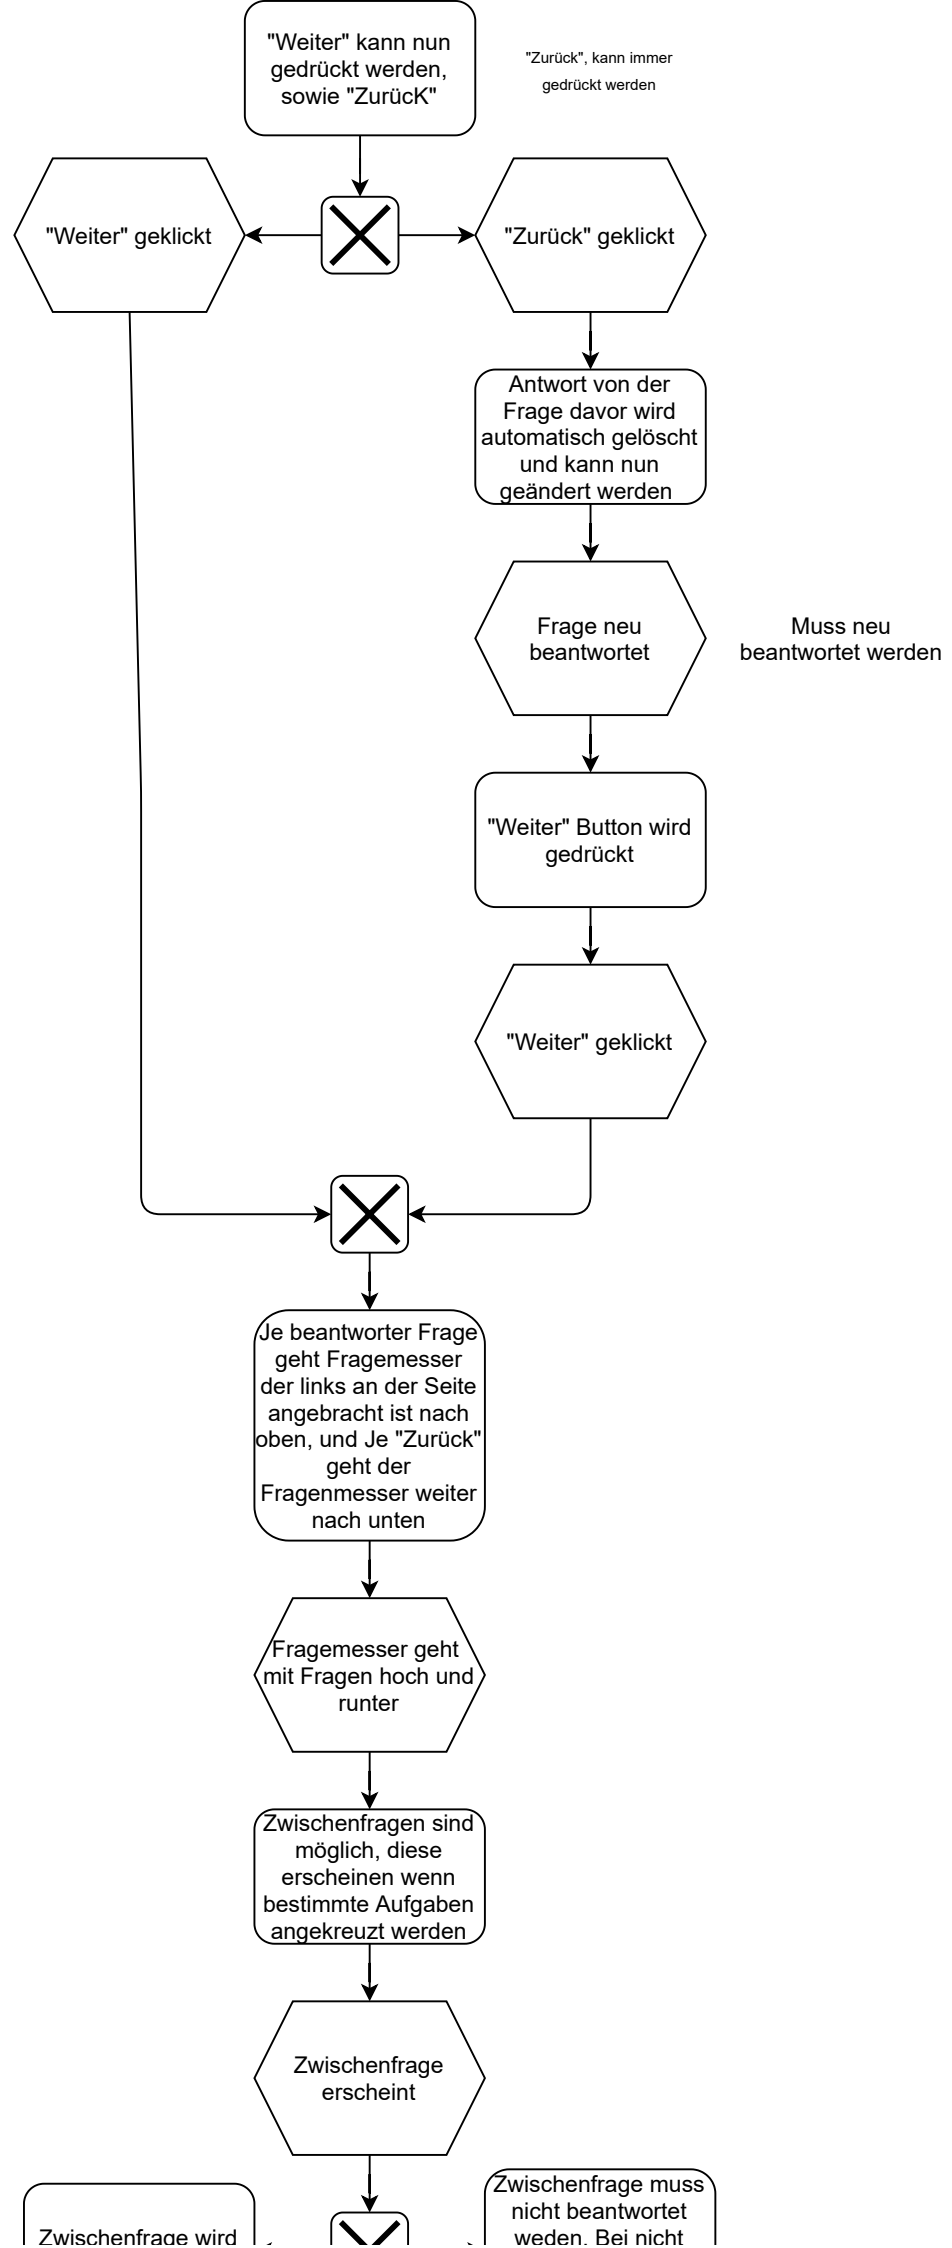 "Weiter" kann nun
gedrückt werden,
sowie "ZurücK"
"Zurück", kann immer
gedrückt werden
"Weiter" geklickt
"Zurück" geklickt
Antwort von der
Frage davor wird
automatisch gelöscht
und kann nun
geändert werden
Frage neu
beantwortet
Muss neu
beantwortet werden
"Weiter" Button wird
gedrückt
"Weiter" geklickt
Je beantworter Frage
geht Fragemesser
der links an der Seite
angebracht ist nach
oben, und Je "Zurück"
geht der
Fragenmesser weiter
nach unten
Fragemesser geht
mit Fragen hoch und
runter
Zwischenfragen sind
möglich, diese
erscheinen wenn
bestimmte Aufgaben
angekreuzt werden
Zwischenfrage
erscheint
Zwischenfrage wird
Zwischenfrage muss
nicht beantwortet
weden. Bei nicht